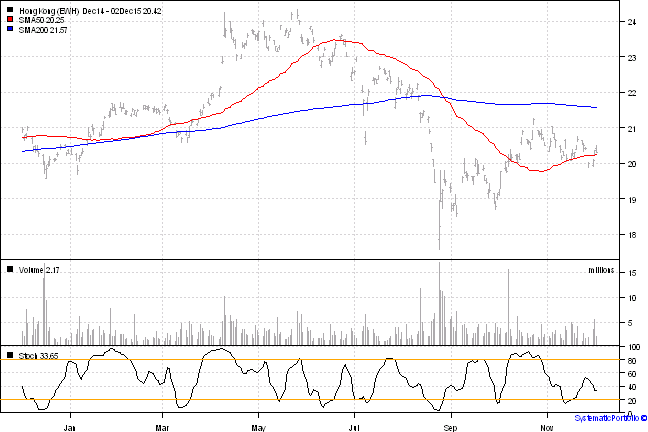 Hong Kong (EWH) Dec14 - 02Dec15 20.42
SMA50 20.25
SMA200 21.57
24
23
22
21
20
19
18
Volume 2.17
millions
15
10
5
Stoch 33.65
100
80
60
40
20
0
Jan Mar May Jul Sep Nov
SystematicPortfolio ©